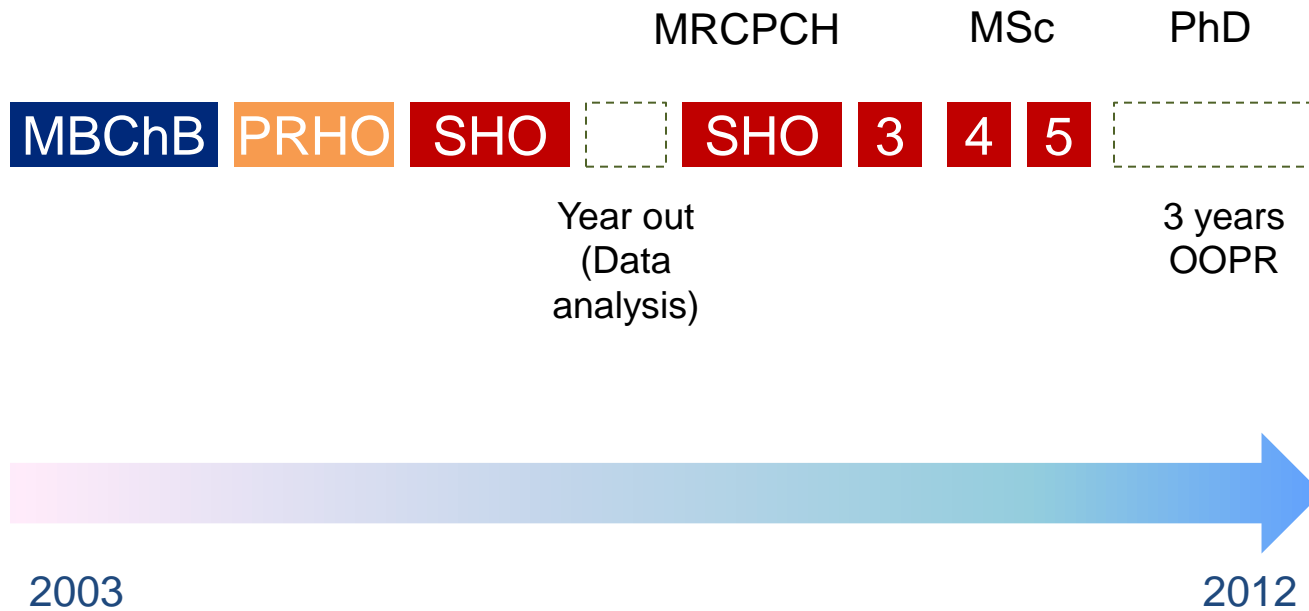 MRCPCH MSc PhD
MBChB PRHO SHO SHO 3 4 5
Year out
(Data
analysis)
3 years
OOPR
2003 2012